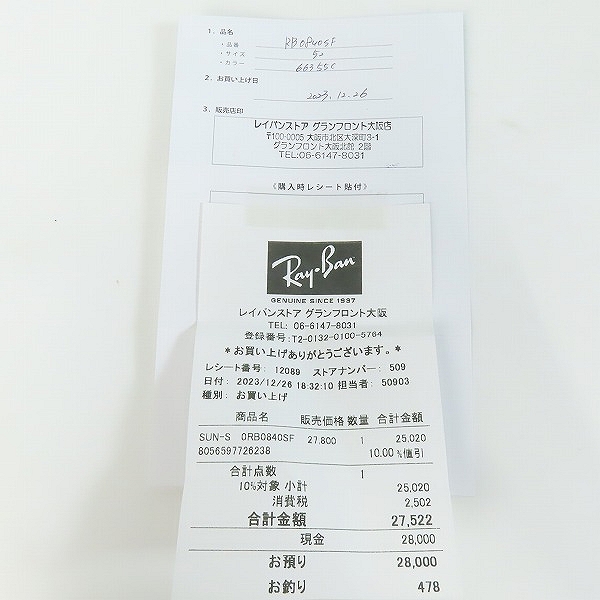 1. 品名
・品番 RB0840SF
・サイズ 52
・カラー 66355C
2. お買い上げ日
2023.12.26
3. 販売店印
レイバンストア グランフロント大阪店
〒100-0005 大阪市北区大深町3-1
グランフロント大阪北館 2階
TEL:06-6147-8031
《購入時レシート貼付》
Ray-Ban
GENUINE SINCE 1937
レイバンストア グランフロント大阪
TEL: 06-6147-8031
登録番号:T2-0132-0100-5764
*お買い上げありがとうございます。*
レシート番号: 12089 ストアナンバー: 509
日付: 2023/12/26 18:32:10 担当者: 50903
種別: お買い上げ
商品名 販売価格 数量 合計金額
SUN-S 0RB0840SF 27,800 1 25,020
8056597726238 10.00 %値引
合計点数 1
10%対象 小計 25,020
消費税 2,502
合計金額 27,522
現金 28,000
お預り 28,000
お釣り 478